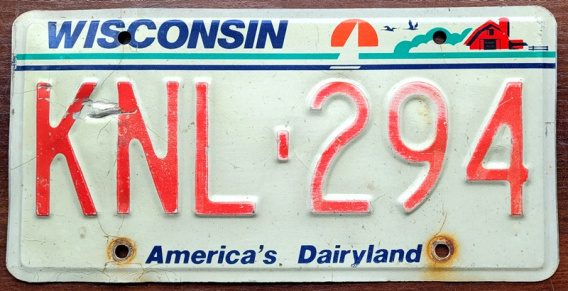 WISCONSIN
KNL-294
America's Dairyland